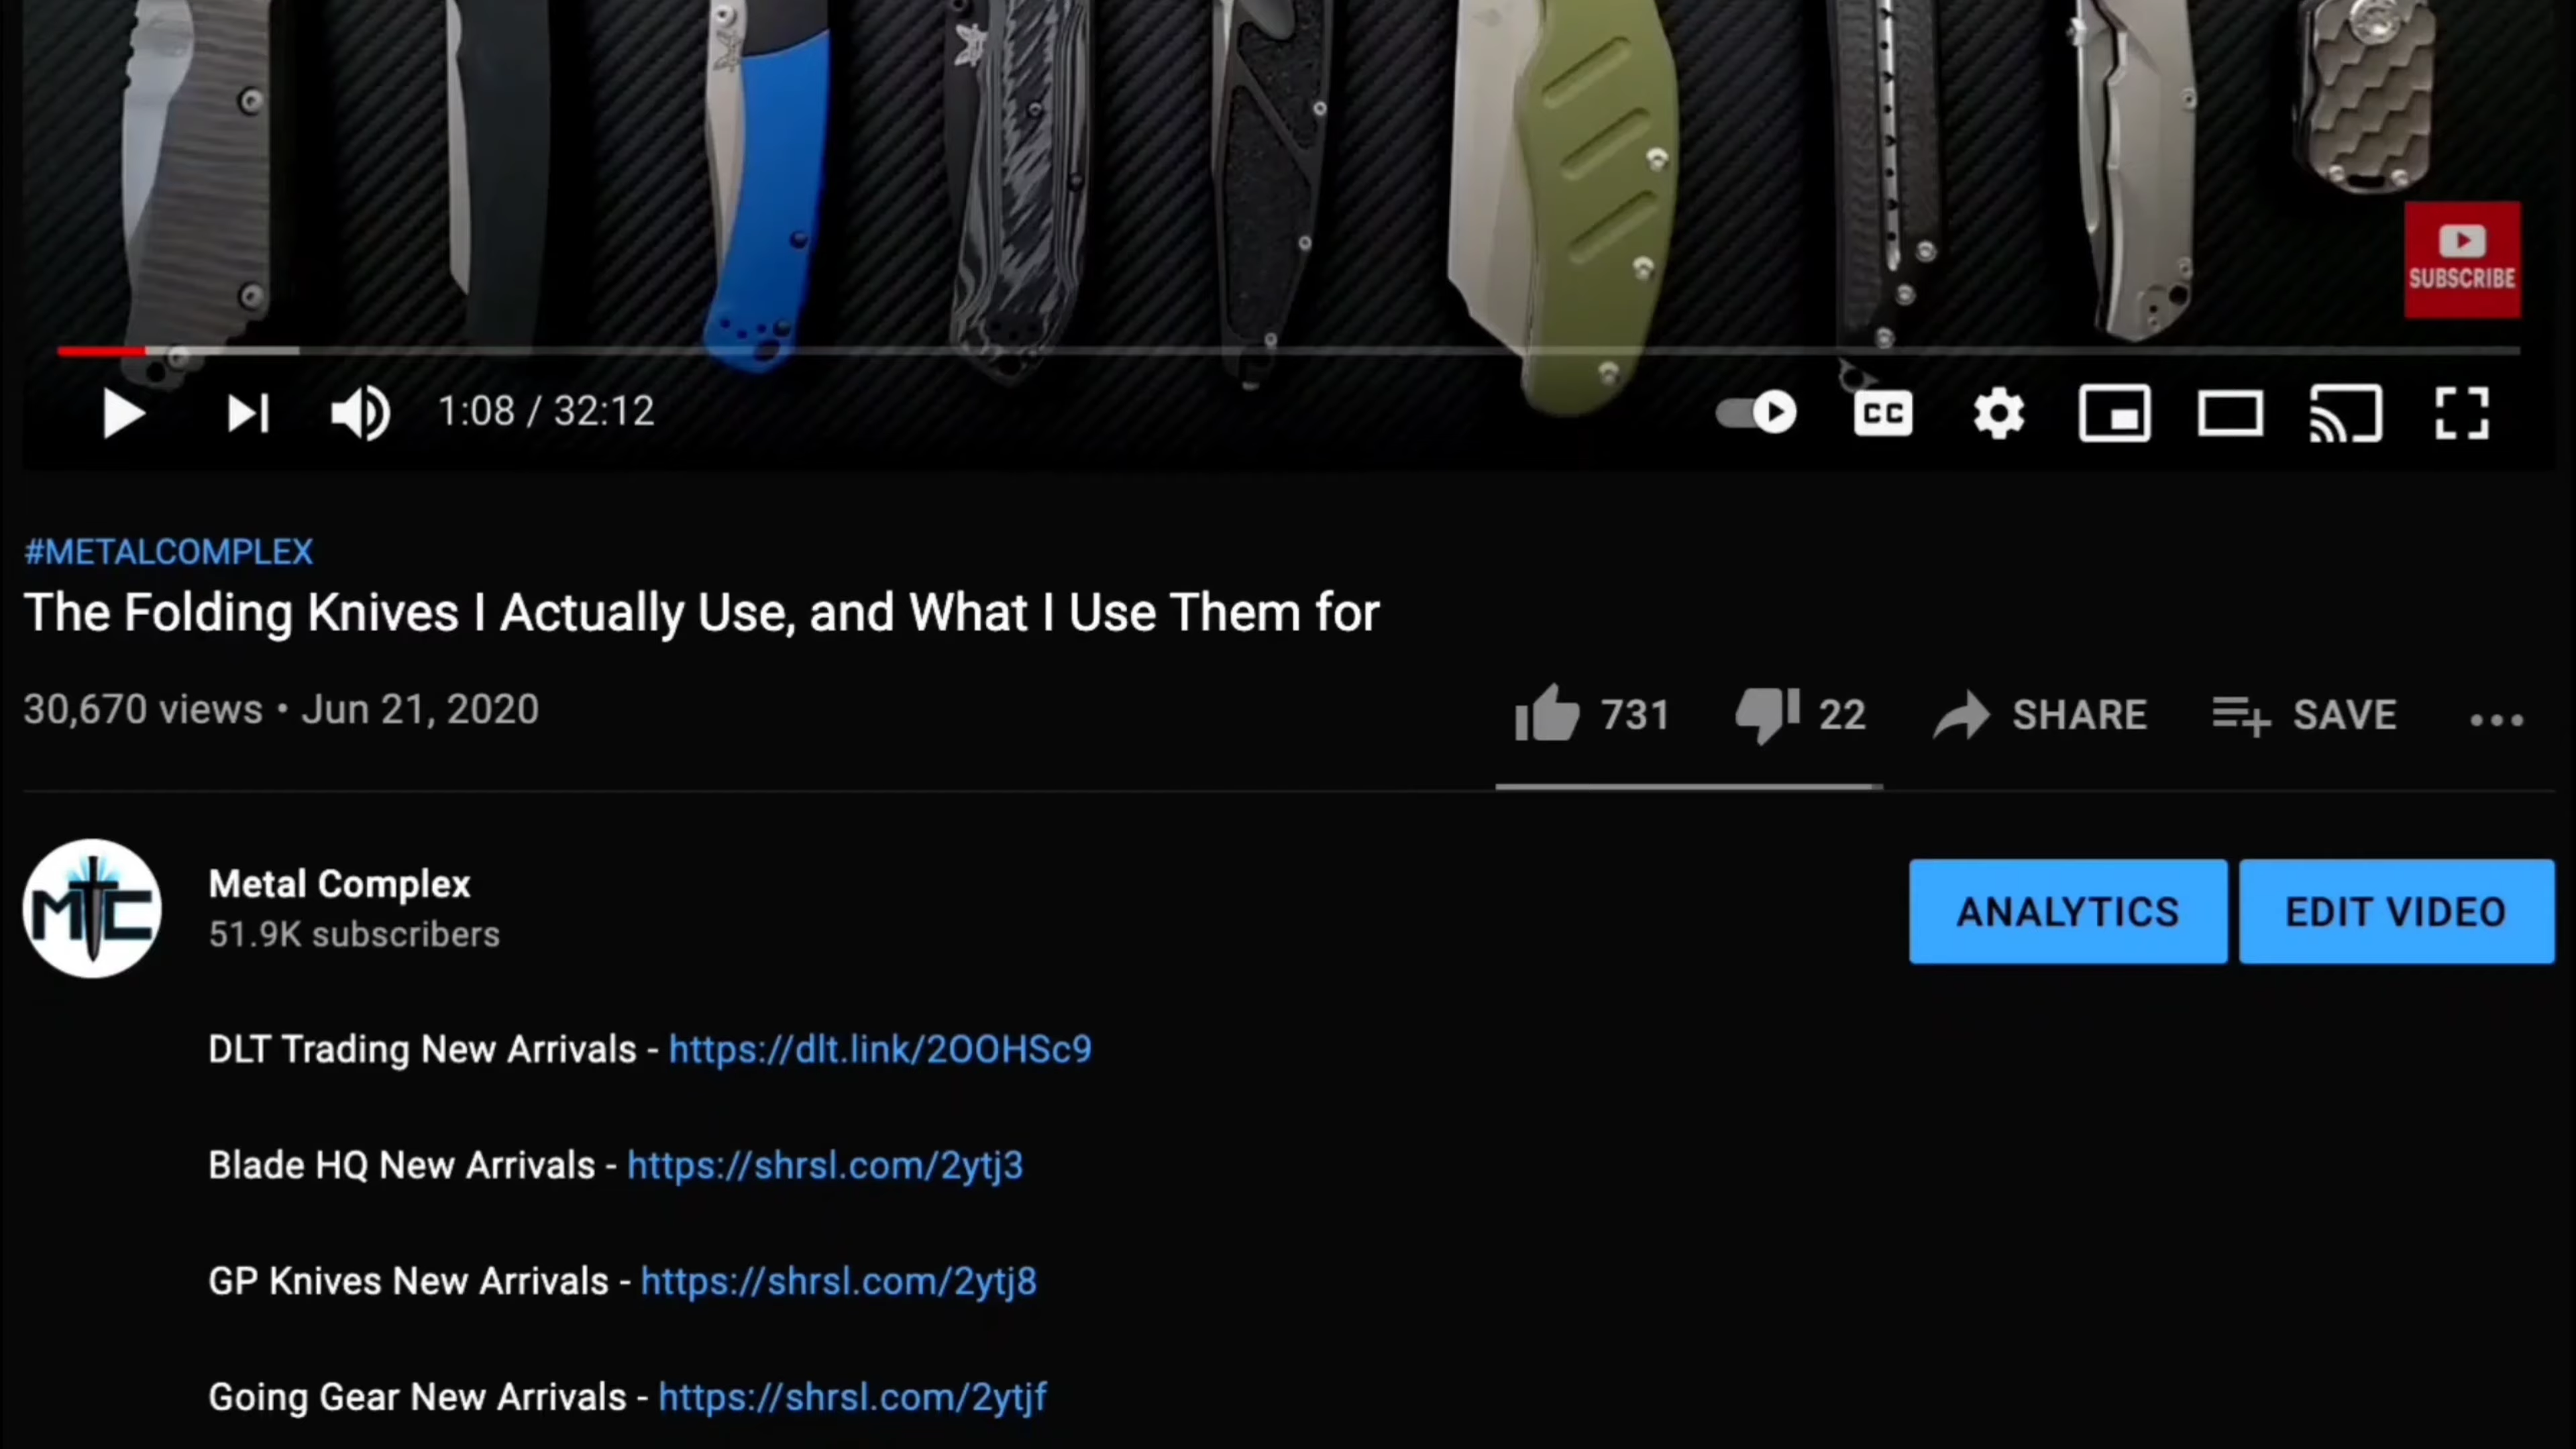 SUBSCRIBE
1:08 / 32:12
CC
#METALCOMPLEX
The Folding Knives I Actually Use, and What I Use Them for
30,670 views • Jun 21, 2020
731
22
SHARE
SAVE
MTC
Metal Complex
51.9K subscribers
ANALYTICS
EDIT VIDEO
DLT Trading New Arrivals - https://dlt.link/2OOHSc9
Blade HQ New Arrivals - https://shrsl.com/2ytj3
GP Knives New Arrivals - https://shrsl.com/2ytj8
Going Gear New Arrivals - https://shrsl.com/2ytjf